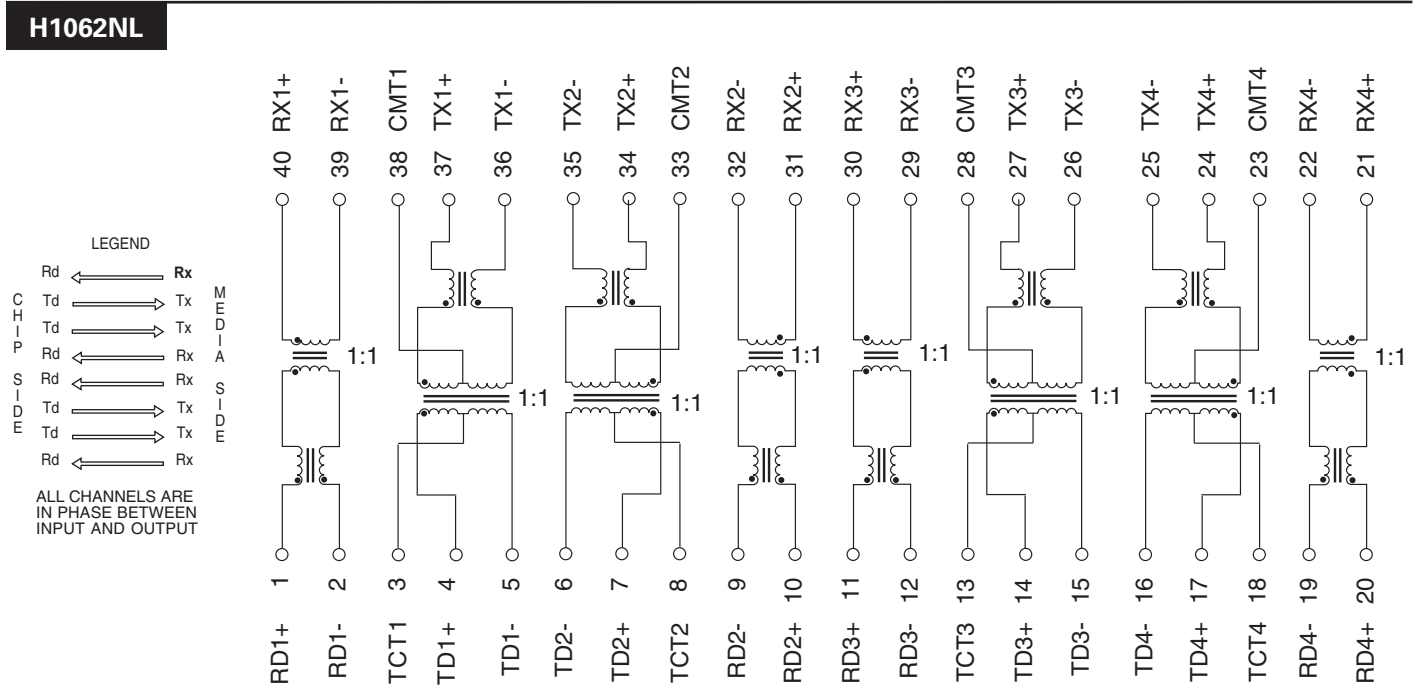 H1062NL
RX1+
RX1-
CMT1
TX1+
TX1-
TX2-
TX2+
CMT2
RX2-
RX2+
RX3+
RX3-
CMT3
TX3+
TX3-
TX4-
TX4+
CMT4
RX4-
RX4+
40
39
38
37
36
35
34
33
32
31
30
29
28
27
26
25
24
23
22
21
LEGEND
Rd Rx
Td Tx
Td Tx
Rd Rx
Rd Rx
Td Tx
Td Tx
Rd Rx
CHIP SIDE
MEDIA SIDE
ALL CHANNELS ARE
IN PHASE BETWEEN
INPUT AND OUTPUT
1:1
1:1
1:1
1:1
1:1
1:1
1:1
1:1
1
2
3
4
5
6
7
8
9
10
11
12
13
14
15
16
17
18
19
20
RD1+
RD1-
TCT1
TD1+
TD1-
TD2-
TD2+
TCT2
RD2-
RD2+
RD3+
RD3-
TCT3
TD3+
TD3-
TD4-
TD4+
TCT4
RD4-
RD4+